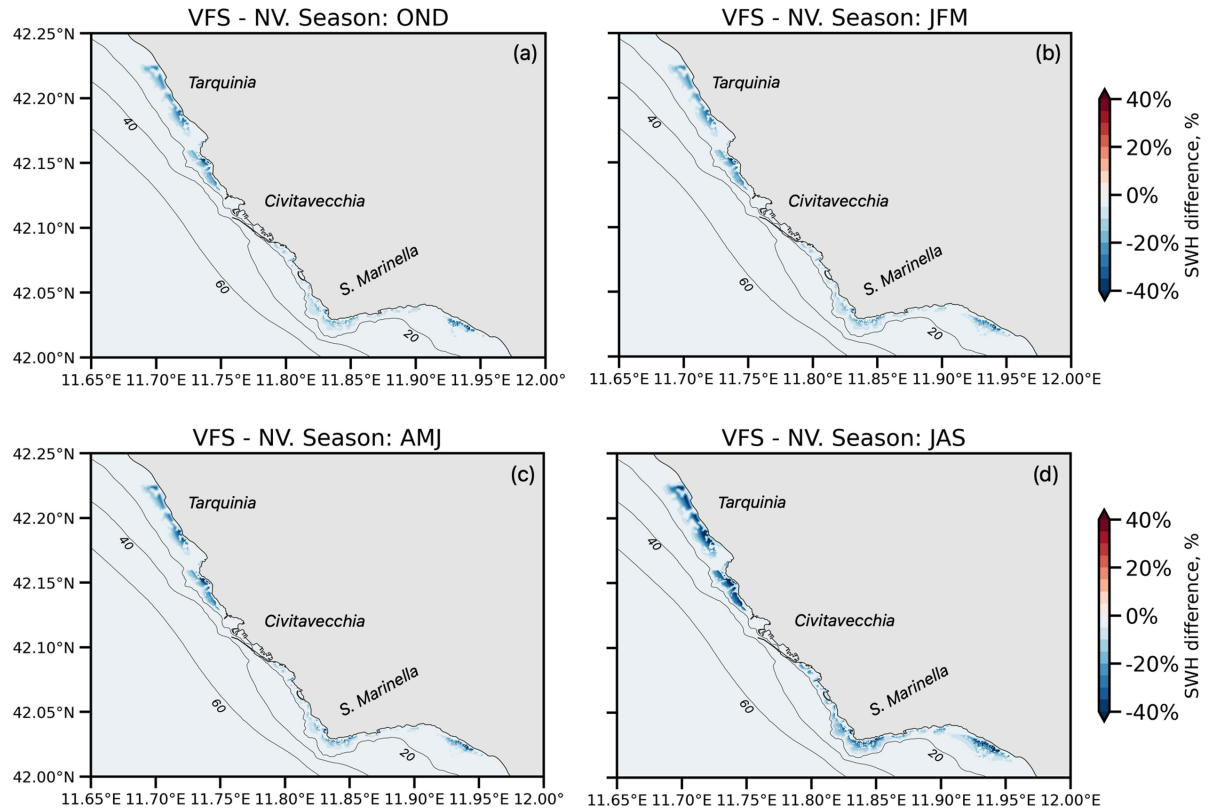 VFS - NV. Season: OND
VFS - NV. Season: JFM
42.25°N
42.20°N
42.15°N
42.10°N
42.05°N
42.00°N
(a)
Tarquinia
Civitavecchia
S. Marinella
40
60
20
11.65°E 11.70°E 11.75°E 11.80°E 11.85°E 11.90°E 11.95°E 12.00°
(b)
Tarquinia
Civitavecchia
S. Marinella
40
60
20
11.65°E 11.70°E 11.75°E 11.80°E 11.85°E 11.90°E 11.95°E 12.00°E
40%
20%
0%
-20%
-40%
SWH difference, %
VFS - NV. Season: AMJ
VFS - NV. Season: JAS
42.25°N
42.20°N
42.15°N
42.10°N
42.05°N
42.00°N
(c)
Tarquinia
Civitavecchia
S. Marinella
40
60
20
11.65°E 11.70°E 11.75°E 11.80°E 11.85°E 11.90°E 11.95°E 12.00°
(d)
Tarquinia
Civitavecchia
S. Marinella
40
60
20
11.65°E 11.70°E 11.75°E 11.80°E 11.85°E 11.90°E 11.95°E 12.00°E
40%
20%
0%
-20%
-40%
SWH difference, %